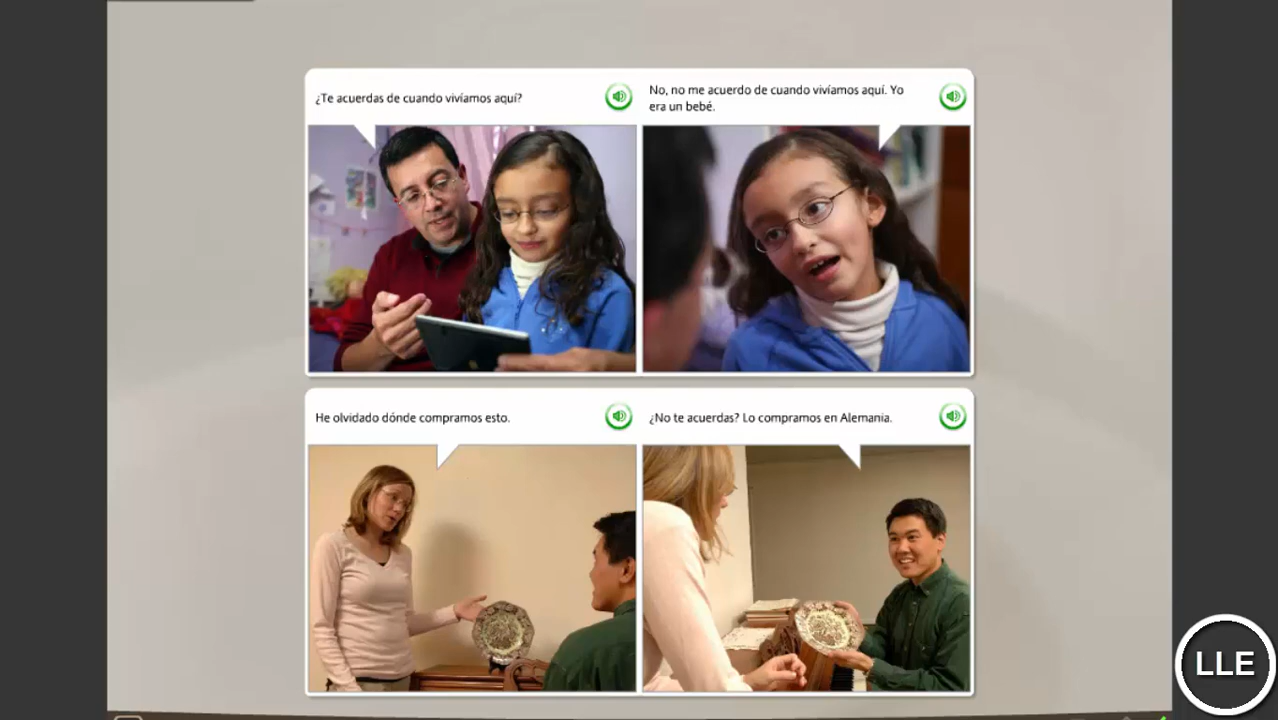 ¿Te acuerdas de cuando vivíamos aquí?
No, no me acuerdo de cuando vivíamos aquí. Yo
era un bebé.
He olvidado dónde compramos esto.
¿No te acuerdas? Lo compramos en Alemania.
LLE